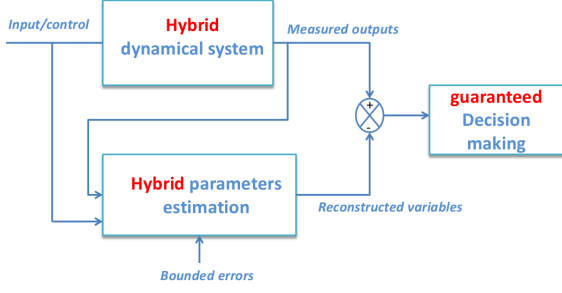 Input/control
Hybrid
dynamical system
Measured outputs
+
-
guaranteed
Decision
making
Hybrid parameters
estimation
Reconstructed variables
Bounded errors